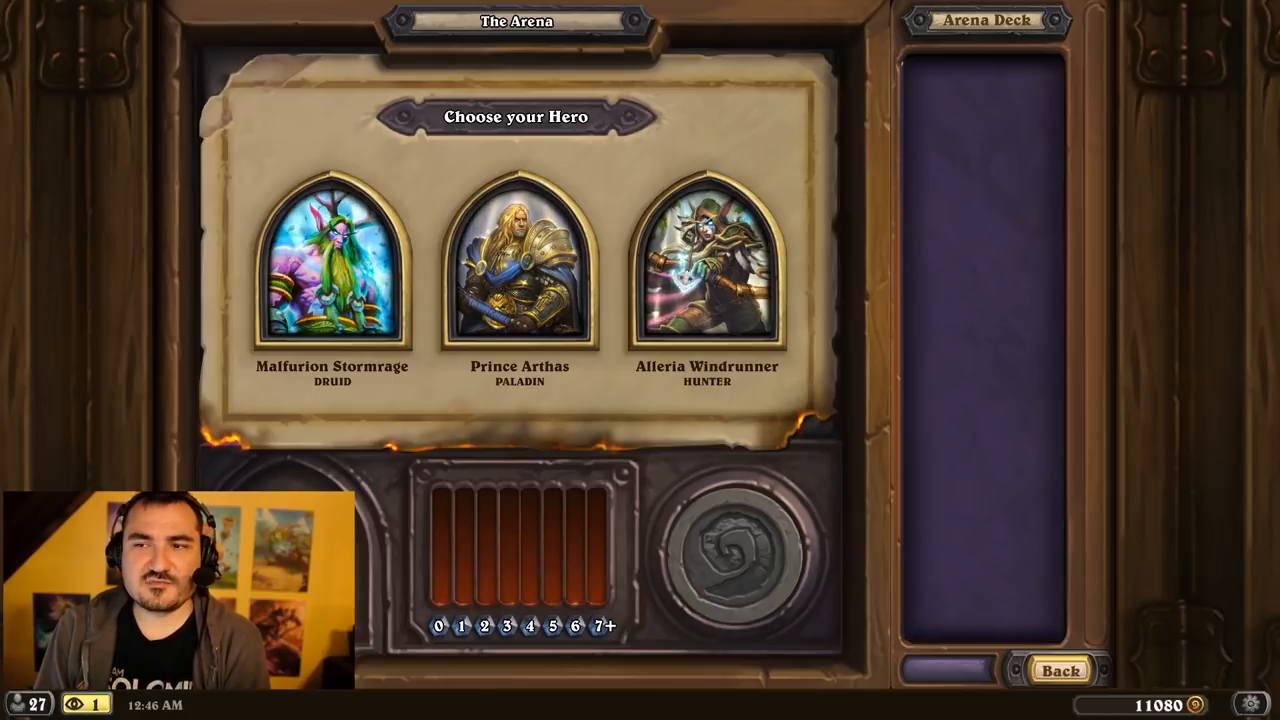 The Arena
Arena Deck
Choose your Hero
Malfurion Stormrage
DRUID
Prince Arthas
PALADIN
Alleria Windrunner
HUNTER
0 1 2 3 4 5 6 7+
Back
27
1
12:46 AM
11080